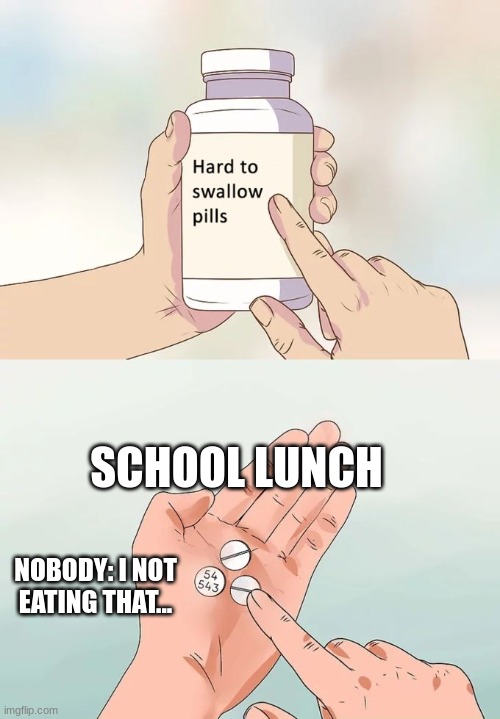 Hard to
swallow
pills
SCHOOL LUNCH
NOBODY: I NOT
EATING THAT...
54
543
imgflip.com